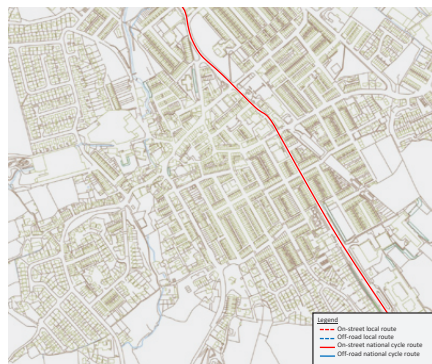 Legend
On-street local route
Off-road local route
On-street national cycle route
Off-road national cycle route